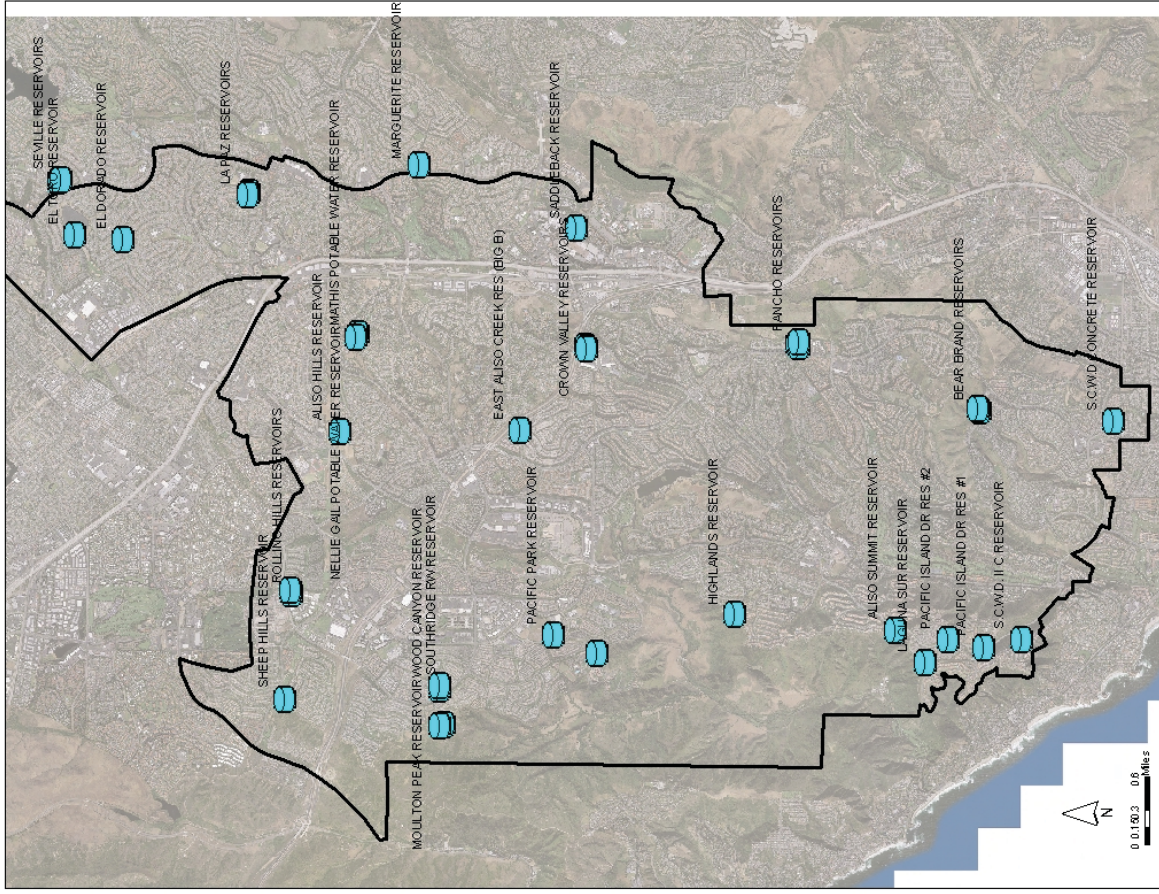 SEVILLE RESERVOIRS
EL TORO RESERVOIR
EL DORADO RESERVOIR
LA PAZ RESERVOIRS
MARGUERITE RESERVOIR
MATHIS POTABLE WATER RESERVOIR
NELLIE GAIL POTABLE WATER RESERVOIR
ALISO HILLS RESERVOIR
ROLLING HILLS RESERVOIRS
SHEEP HILLS RESERVOIR
SADDLEBACK RESERVOIR
CROWN VALLEY RESERVOIRS
EAST ALISO CREEK RES (BIG B)
WOOD CANYON RESERVOIR
MOULTON PEAK RESERVOIR
SOUTHRIDGE RW RESERVOIR
PACIFIC PARK RESERVOIR
RANCHO RESERVOIRS
HIGHLANDS RESERVOIR
BEAR BRAND RESERVOIRS
ALISO SUMMIT RESERVOIR
LAGUNA SUR RESERVOIR
PACIFIC ISLAND DR RES #2
PACIFIC ISLAND DR RES #1
S.C.W.D. II C RESERVOIR
S.C.W.D. CONCRETE RESERVOIR
N
0 0.150.3 0.6
Miles